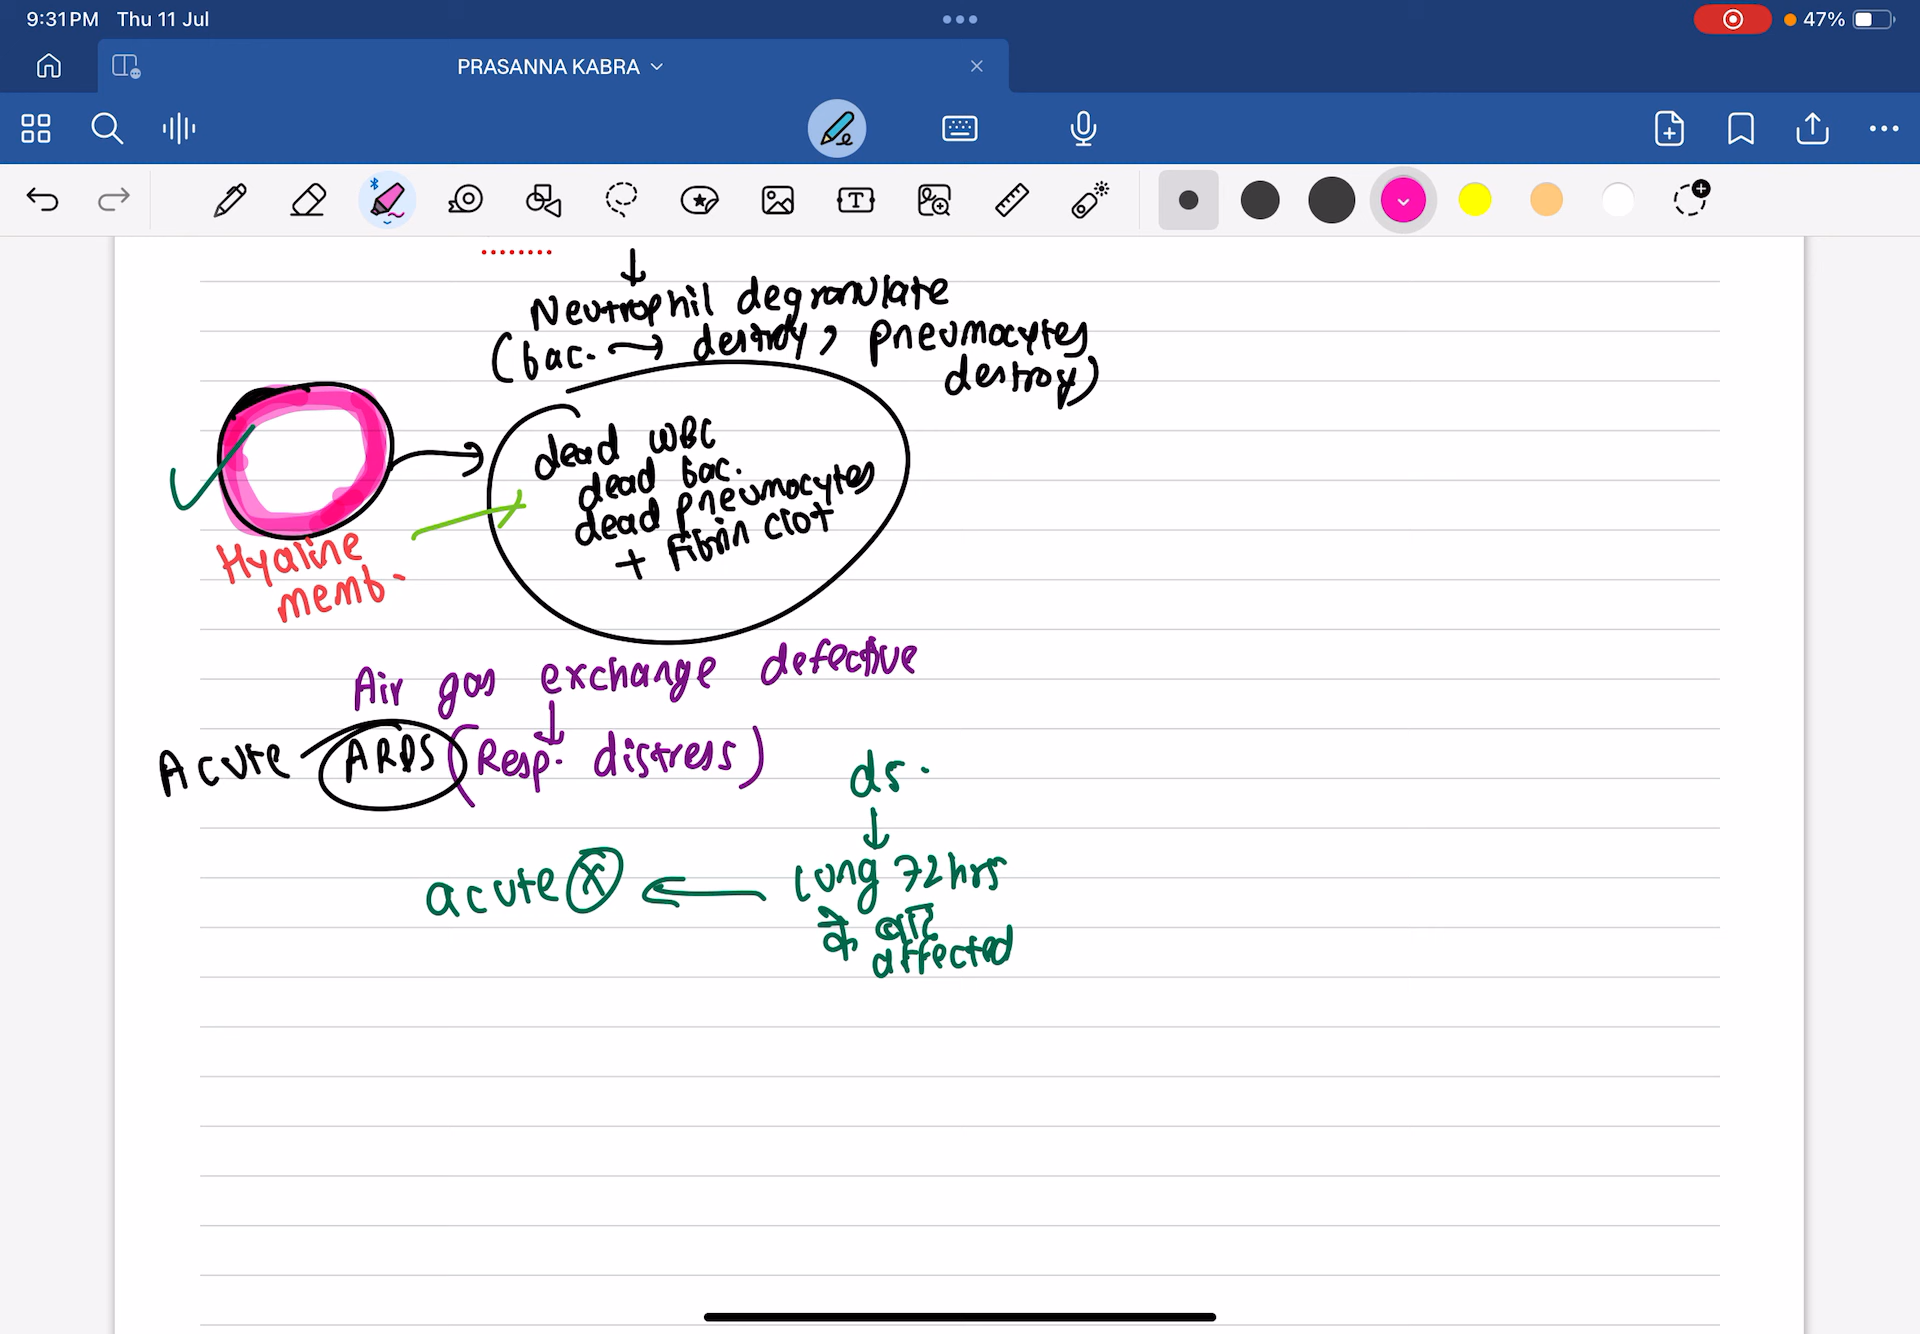 9:31 PM Thu 11 Jul
47%
PRASANNA KABRA
Neutrophil degranulate
(bac. → destroy, pneumocytes
destroy)
dead WBC
dead bac.
dead pneumocytes
+ Fibrin clot
Hyaline
memb.
Air gas exchange defective
↓
Acute ARDS (Resp. distress)
ds.
↓
acute Ⓧ ← Lung 72 hrs
affected